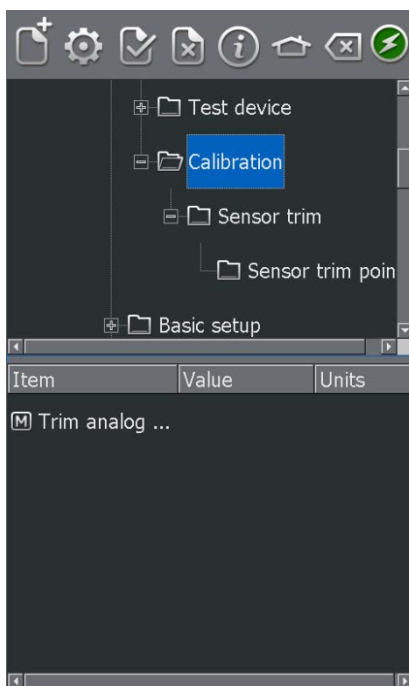 Test device
Calibration
Sensor trim
Sensor trim poin
Basic setup
Item Value Units
M Trim analog ...